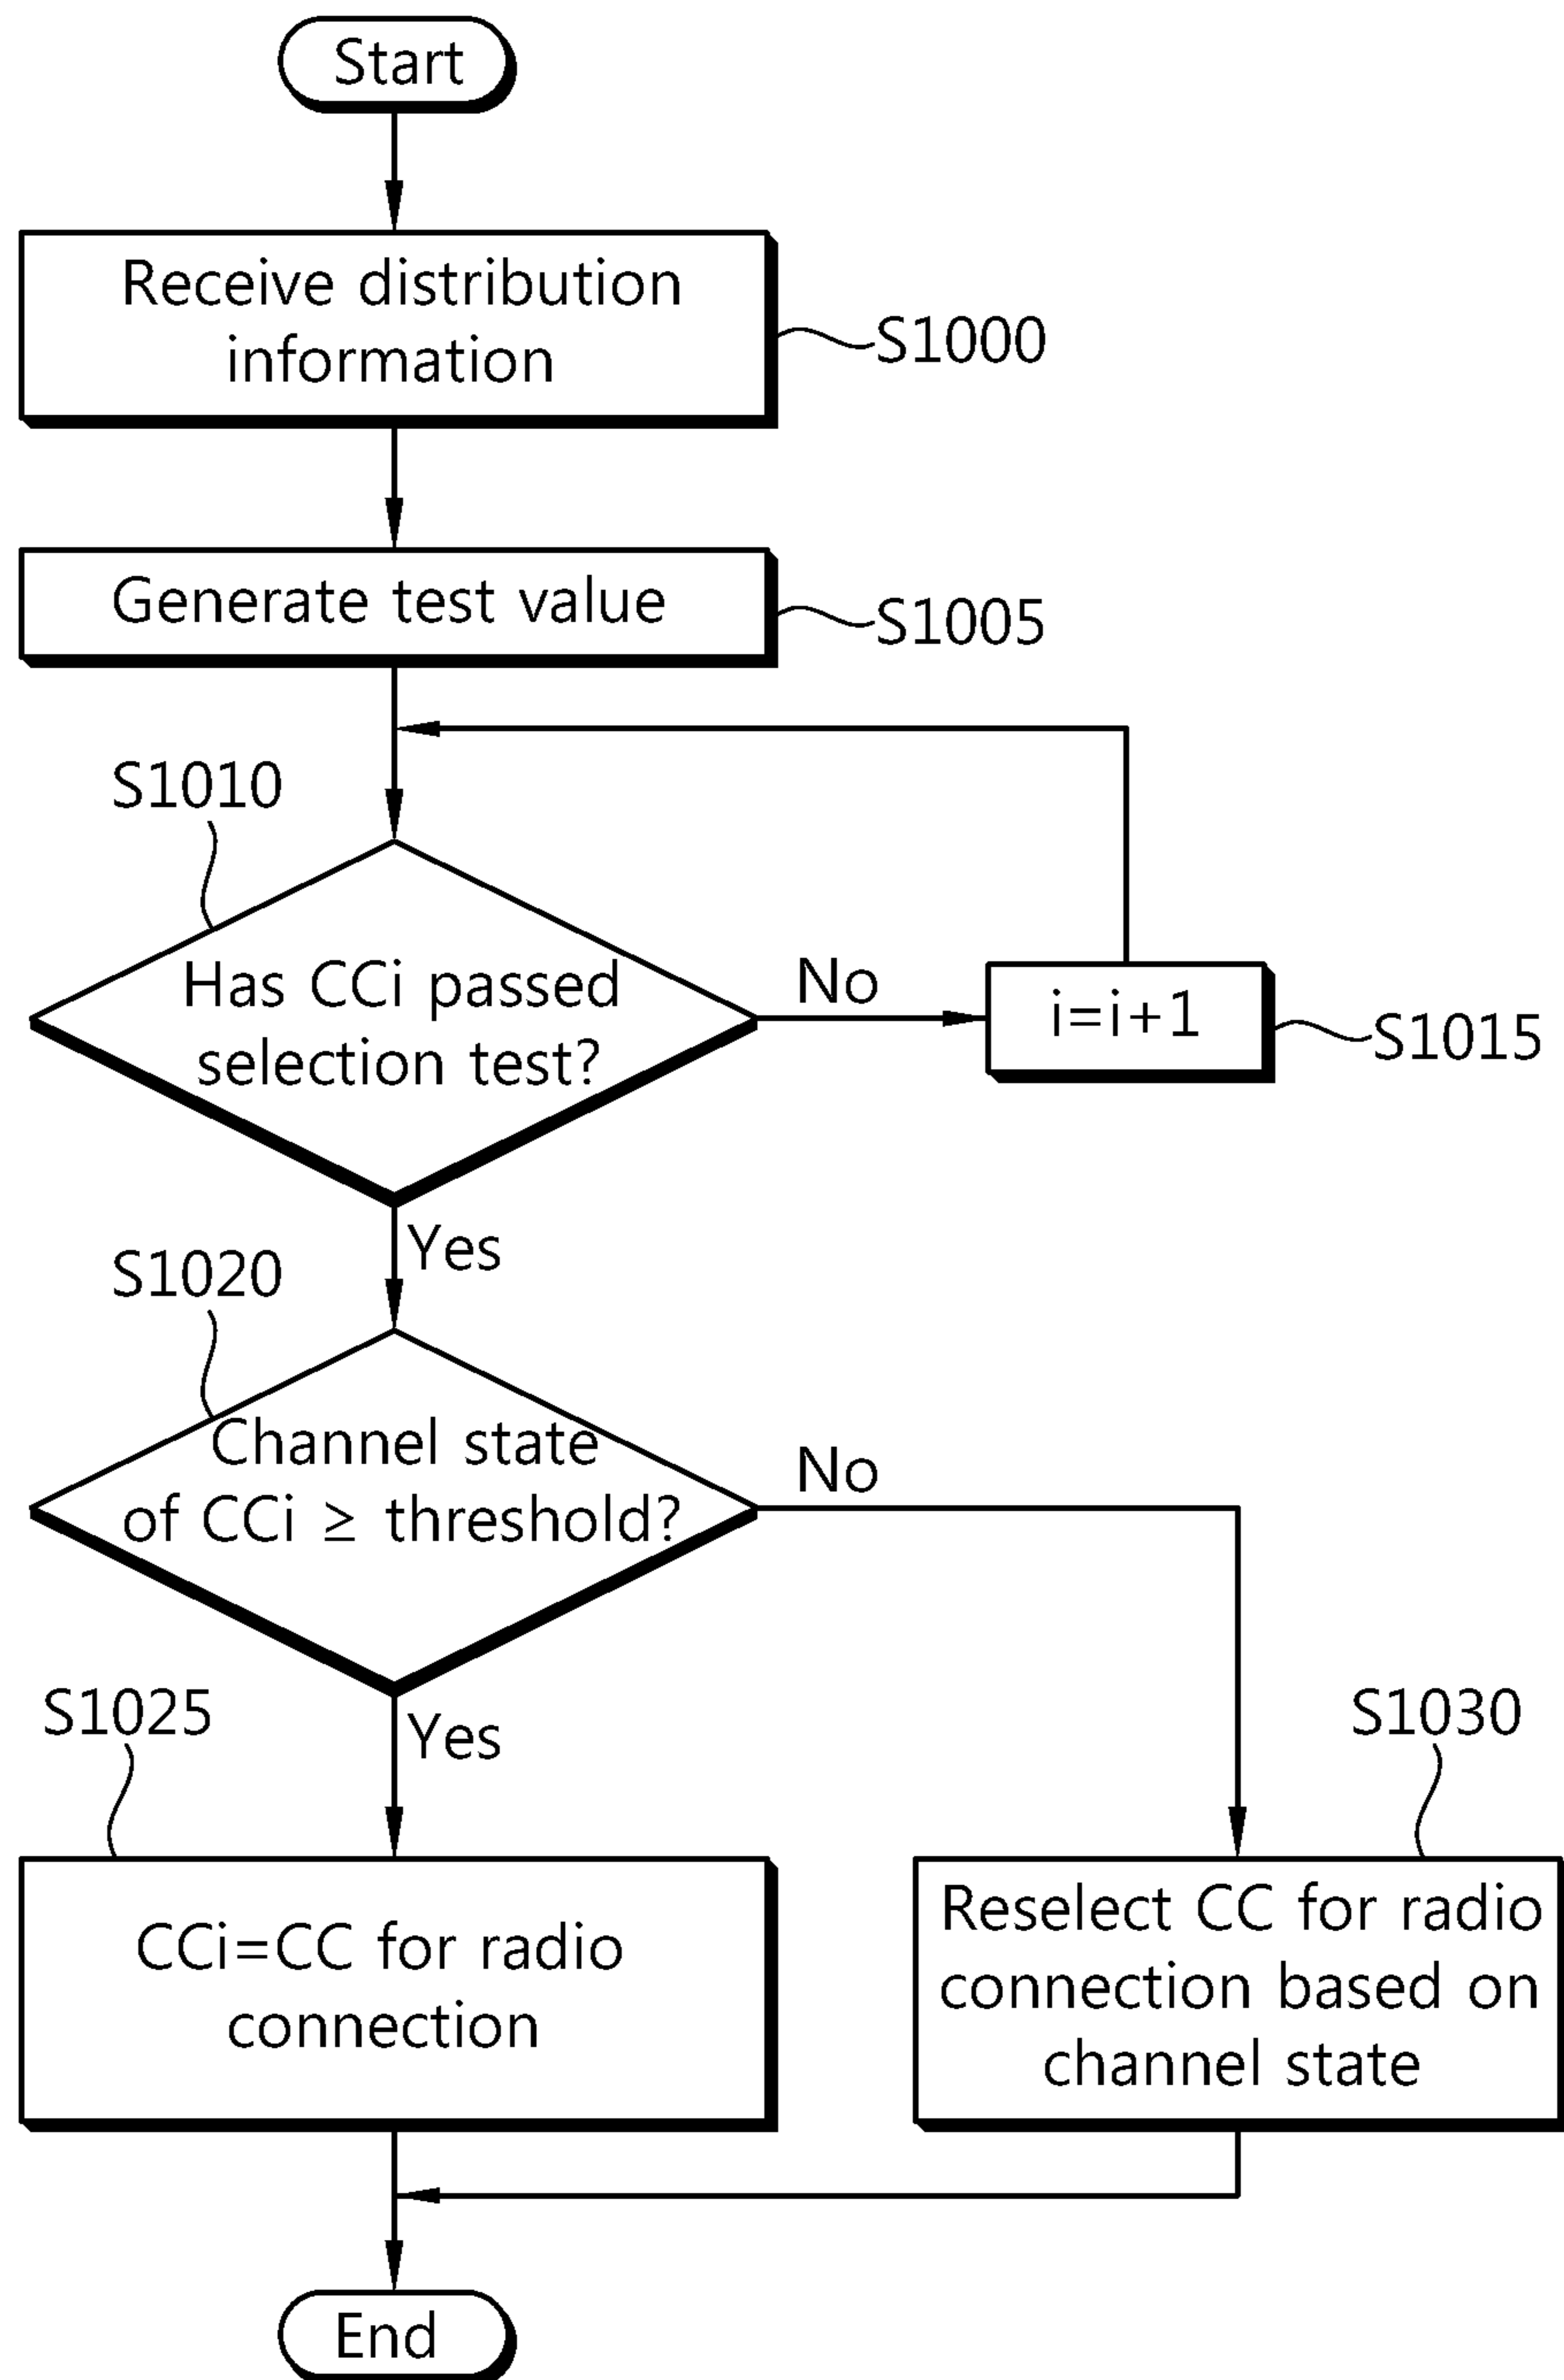 Start
Receive distribution
information
S1000
Generate test value
S1005
S1010
Has CCi passed
selection test?
No
i=i+1
S1015
Yes
S1020
Channel state
of CCi ≥ threshold?
No
S1025
Yes
S1030
CCi=CC for radio
connection
Reselect CC for radio
connection based on
channel state
End